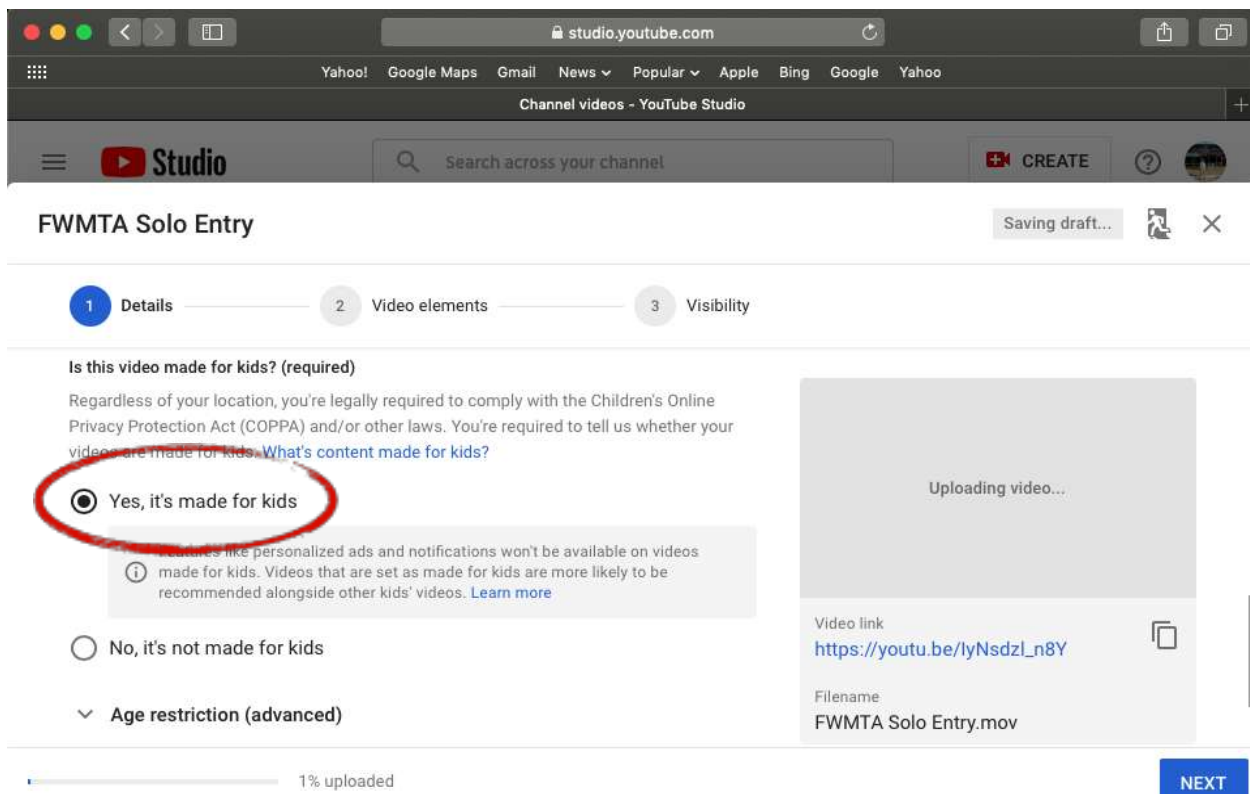 studio.youtube.com
Yahoo! Google Maps Gmail News Popular Apple Bing Google Yahoo
Channel videos - YouTube Studio
Studio Search across your channel CREATE
FWMTA Solo Entry Saving draft...
1 Details 2 Video elements 3 Visibility
Is this video made for kids? (required)
Regardless of your location, you're legally required to comply with the Children's Online
Privacy Protection Act (COPPA) and/or other laws. You're required to tell us whether your
videos are made for kids. What's content made for kids?
Yes, it's made for kids
Features like personalized ads and notifications won't be available on videos
made for kids. Videos that are set as made for kids are more likely to be
recommended alongside other kids' videos. Learn more
No, it's not made for kids
Age restriction (advanced)
Uploading video...
Video link
https://youtu.be/IyNsdzl_n8Y
Filename
FWMTA Solo Entry.mov
1% uploaded
NEXT